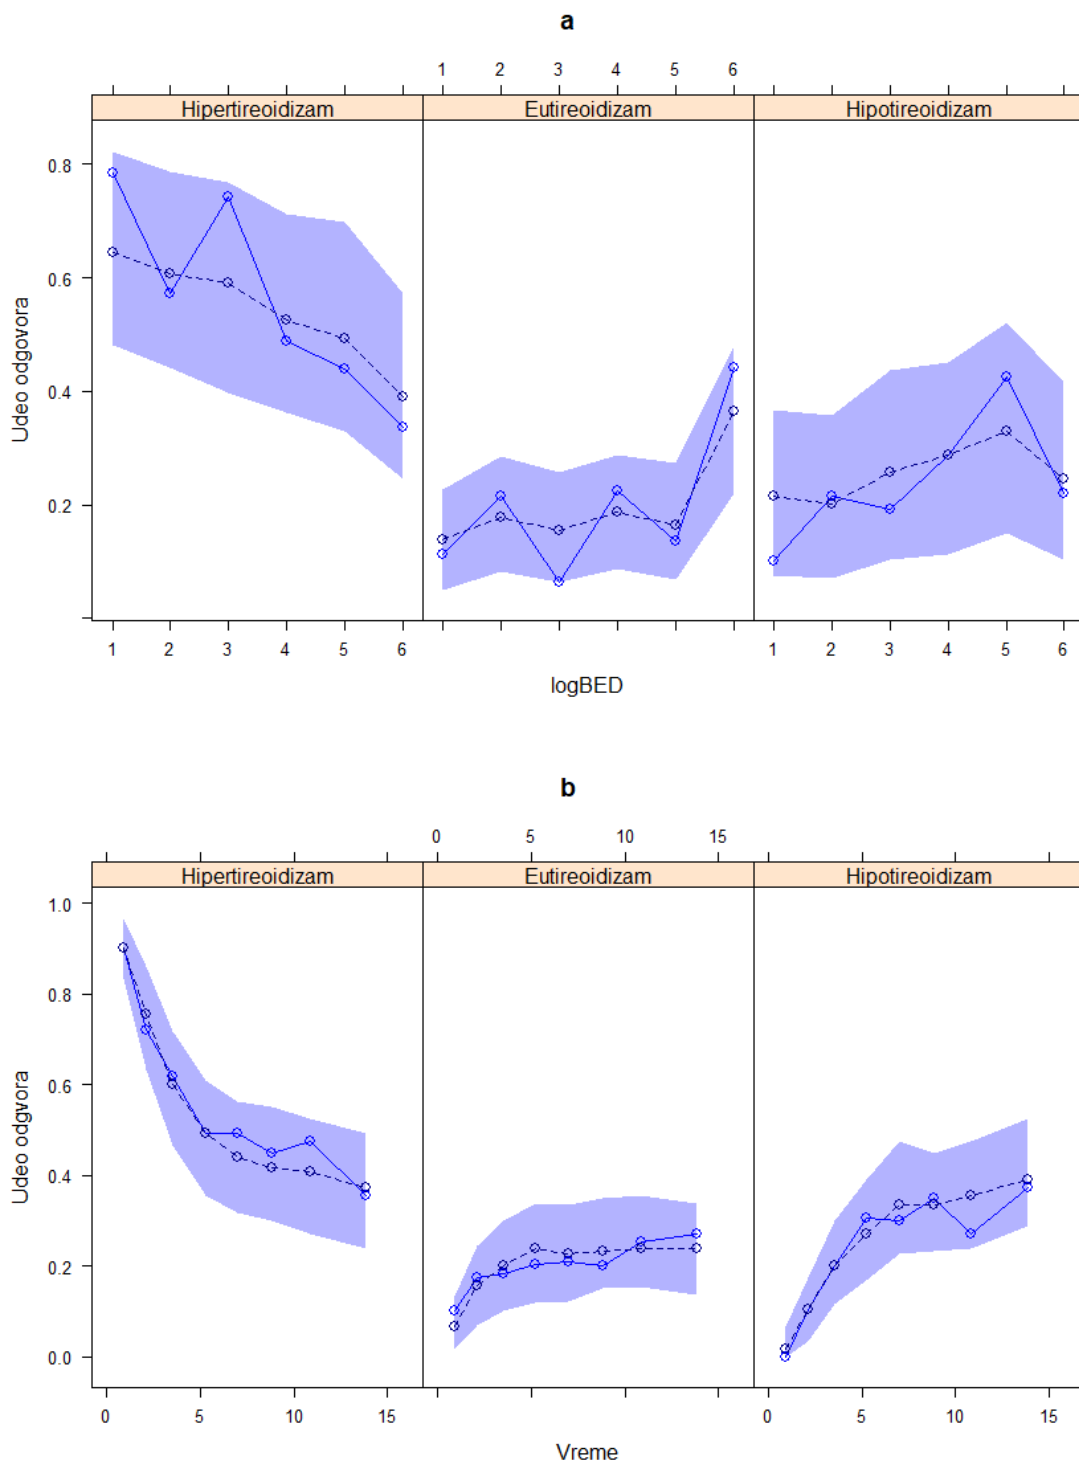 a
1 2 3 4 5 6
Hipertireoidizam Eutireoidizam Hipotireoidizam
0.8
0.6
0.4
0.2
Udeo odgovora
1 2 3 4 5 6 1 2 3 4 5 6
logBED
b
0 5 10 15
Hipertireoidizam Eutireoidizam Hipotireoidizam
1.0
0.8
0.6
0.4
0.2
0.0
Udeo odgvora
0 5 10 15 0 5 10 15
Vreme